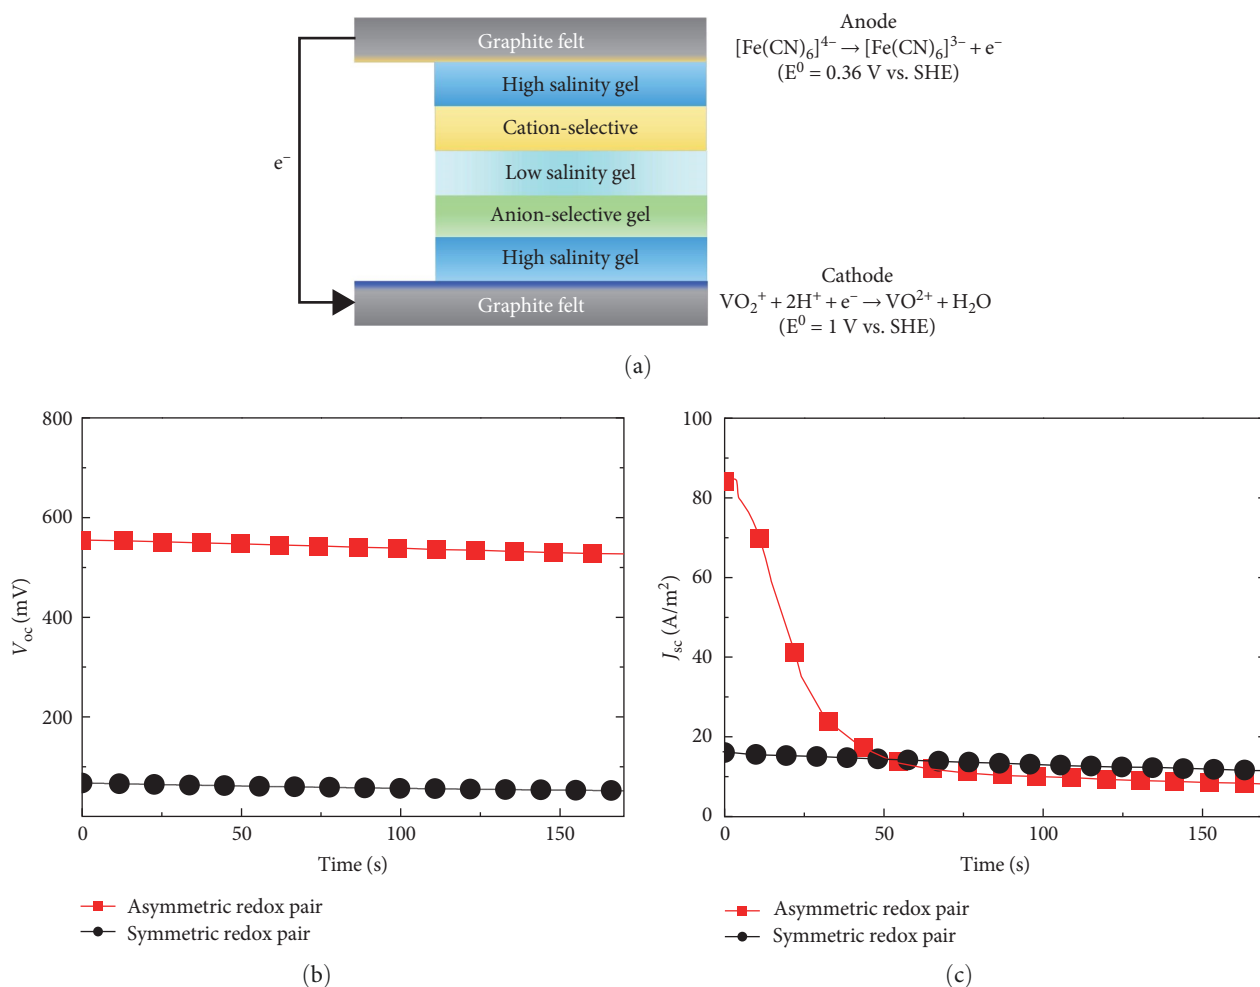 Graphite felt
High salinity gel
Cation-selective
Low salinity gel
Anion-selective gel
High salinity gel
Graphite felt
e⁻
Anode
[Fe(CN)₆]⁴⁻ → [Fe(CN)₆]³⁻ + e⁻
(E⁰ = 0.36 V vs. SHE)
Cathode
VO₂⁺ + 2H⁺ + e⁻ → VO²⁺ + H₂O
(E⁰ = 1 V vs. SHE)
(a)
800
600
400
200
V_oc (mV)
0
50
100
150
Time (s)
Asymmetric redox pair
Symmetric redox pair
(b)
100
80
60
40
20
0
J_sc (A/m²)
0
50
100
150
Time (s)
Asymmetric redox pair
Symmetric redox pair
(c)